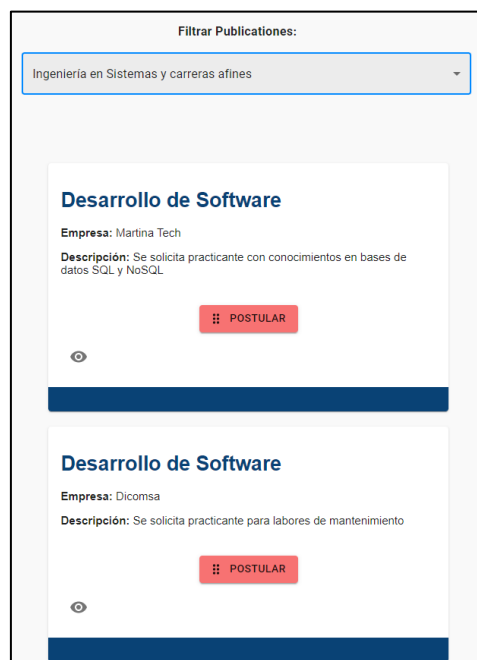 Filtrar Publicationes:
Ingeniería en Sistemas y carreras afines
Desarrollo de Software
Empresa: Martina Tech
Descripción: Se solicita practicante con conocimientos en bases de
datos SQL y NoSQL
POSTULAR
Desarrollo de Software
Empresa: Dicomsa
Descripción: Se solicita practicante para labores de mantenimiento
POSTULAR